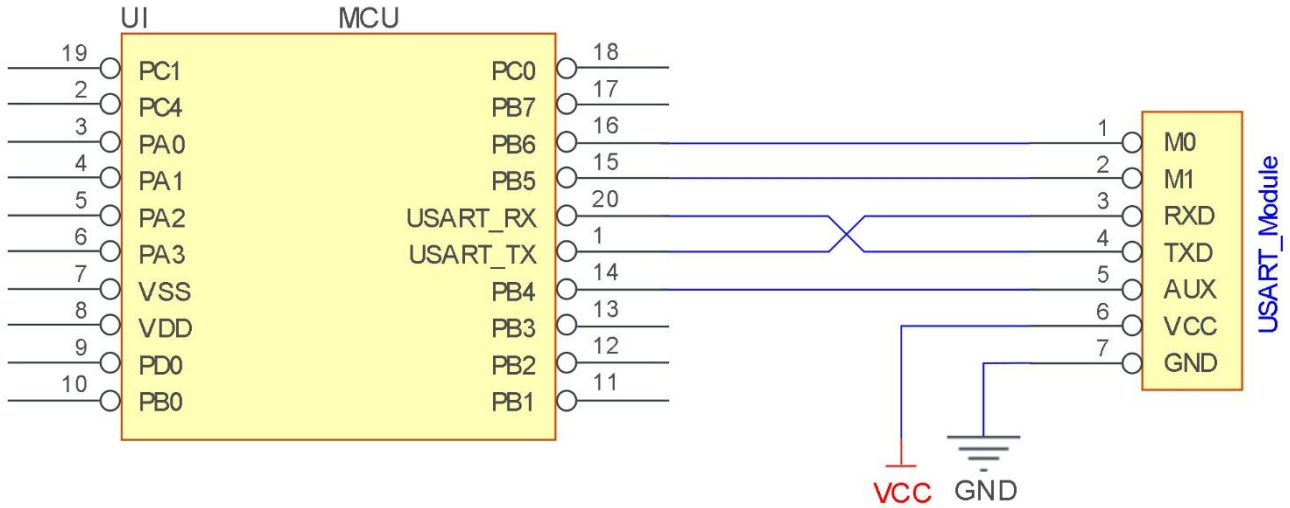 UI MCU
19 PC1 PC0 18
2 PC4 PB7 17
3 PA0 PB6 16 1 M0
4 PA1 PB5 15 2 M1
5 PA2 USART_RX 20 3 RXD
6 PA3 USART_TX 1 4 TXD
7 VSS PB4 14 5 AUX
8 VDD PB3 13 6 VCC
9 PD0 PB2 12 7 GND
10 PB0 PB1 11
USART_Module
VCC GND